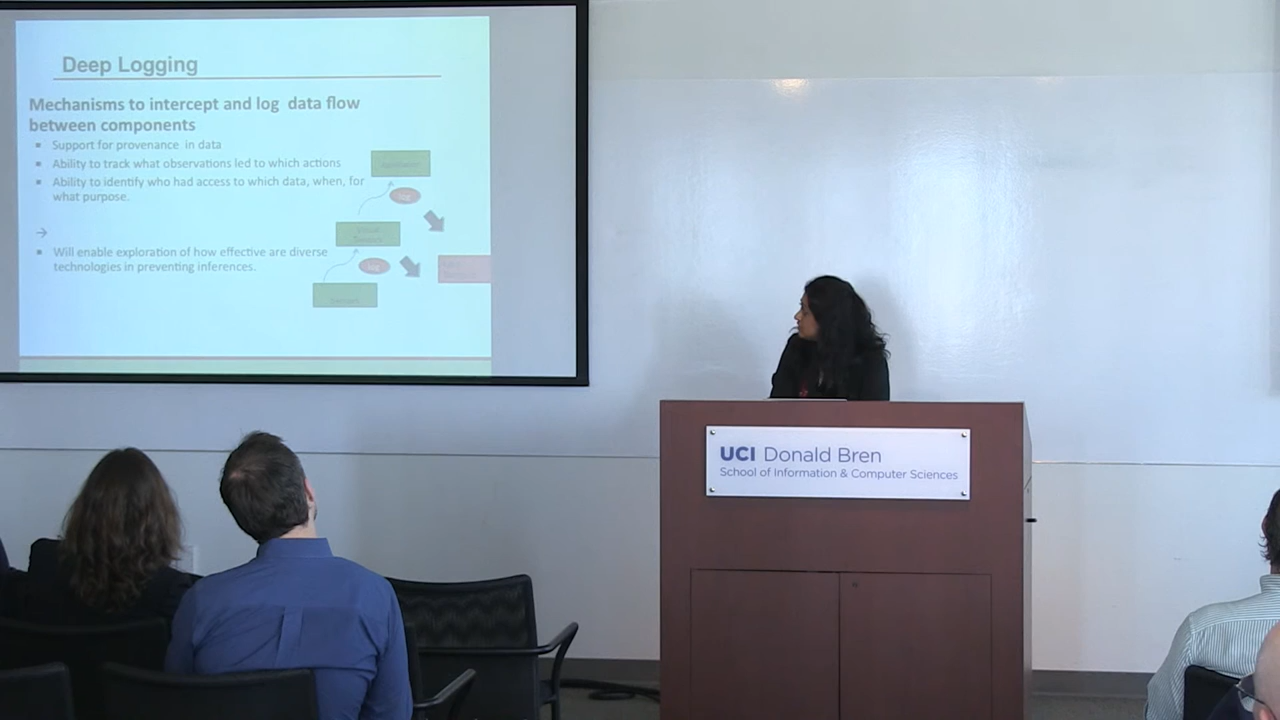 Deep Logging
Mechanisms to intercept and log data flow
between components
Support for provenance in data
Ability to track what observations led to which actions
Ability to identify who had access to which data, when, for
what purpose.
→
Will enable exploration of how effective are diverse
technologies in preventing inferences.
UCI Donald Bren
School of Information & Computer Sciences